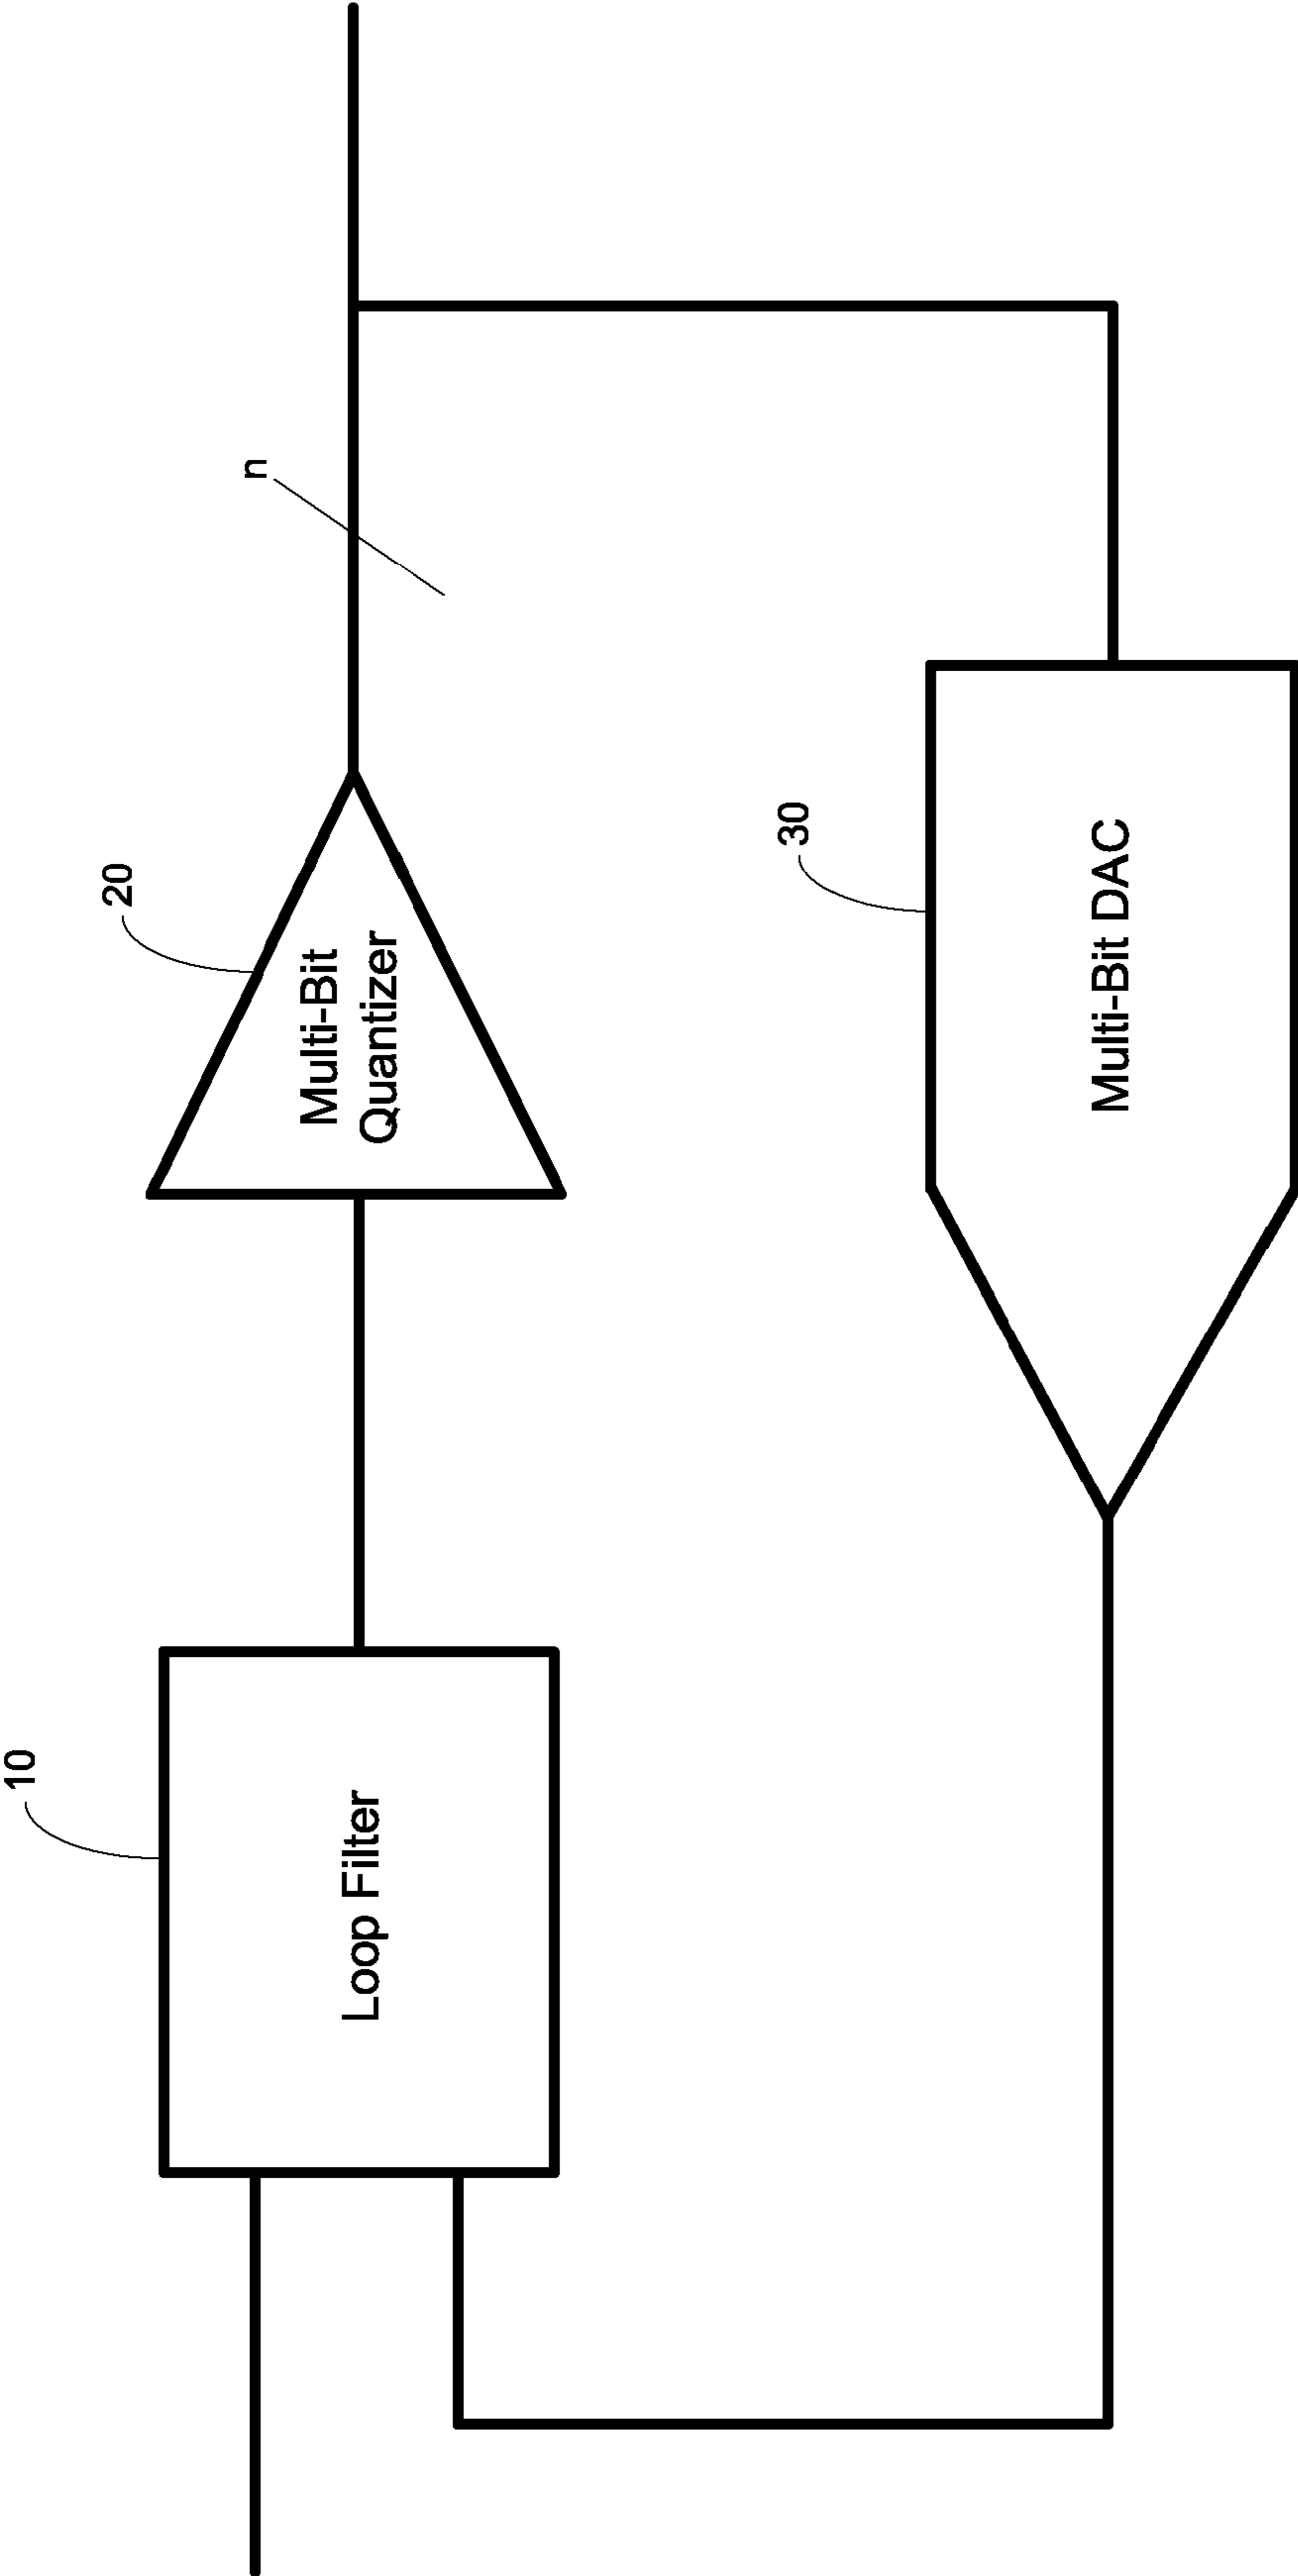 10
20
n
Loop Filter
Multi-Bit
Quantizer
30
Multi-Bit DAC